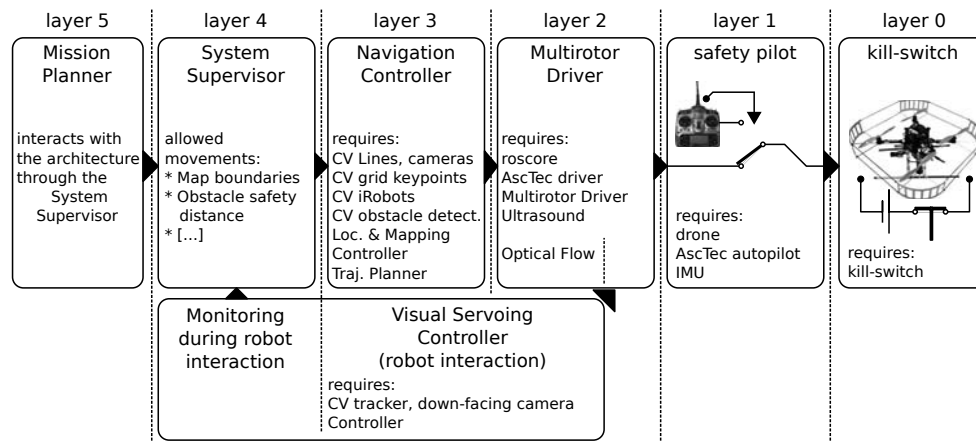 layer 5
layer 4
layer 3
layer 2
layer 1
layer 0
Mission
Planner
interacts with
the architecture
through the
System
Supervisor
System
Supervisor
allowed
movements:
* Map boundaries
* Obstacle safety
distance
* [...]
Navigation
Controller
requires:
CV Lines, cameras
CV grid keypoints
CV iRobots
CV obstacle detect.
Loc. & Mapping
Controller
Traj. Planner
Multirotor
Driver
requires:
roscore
AscTec driver
Multirotor Driver
Ultrasound
Optical Flow
safety pilot
requires:
drone
AscTec autopilot
IMU
kill-switch
requires:
kill-switch
Monitoring
during robot
interaction
Visual Servoing
Controller
(robot interaction)
requires:
CV tracker, down-facing camera
Controller